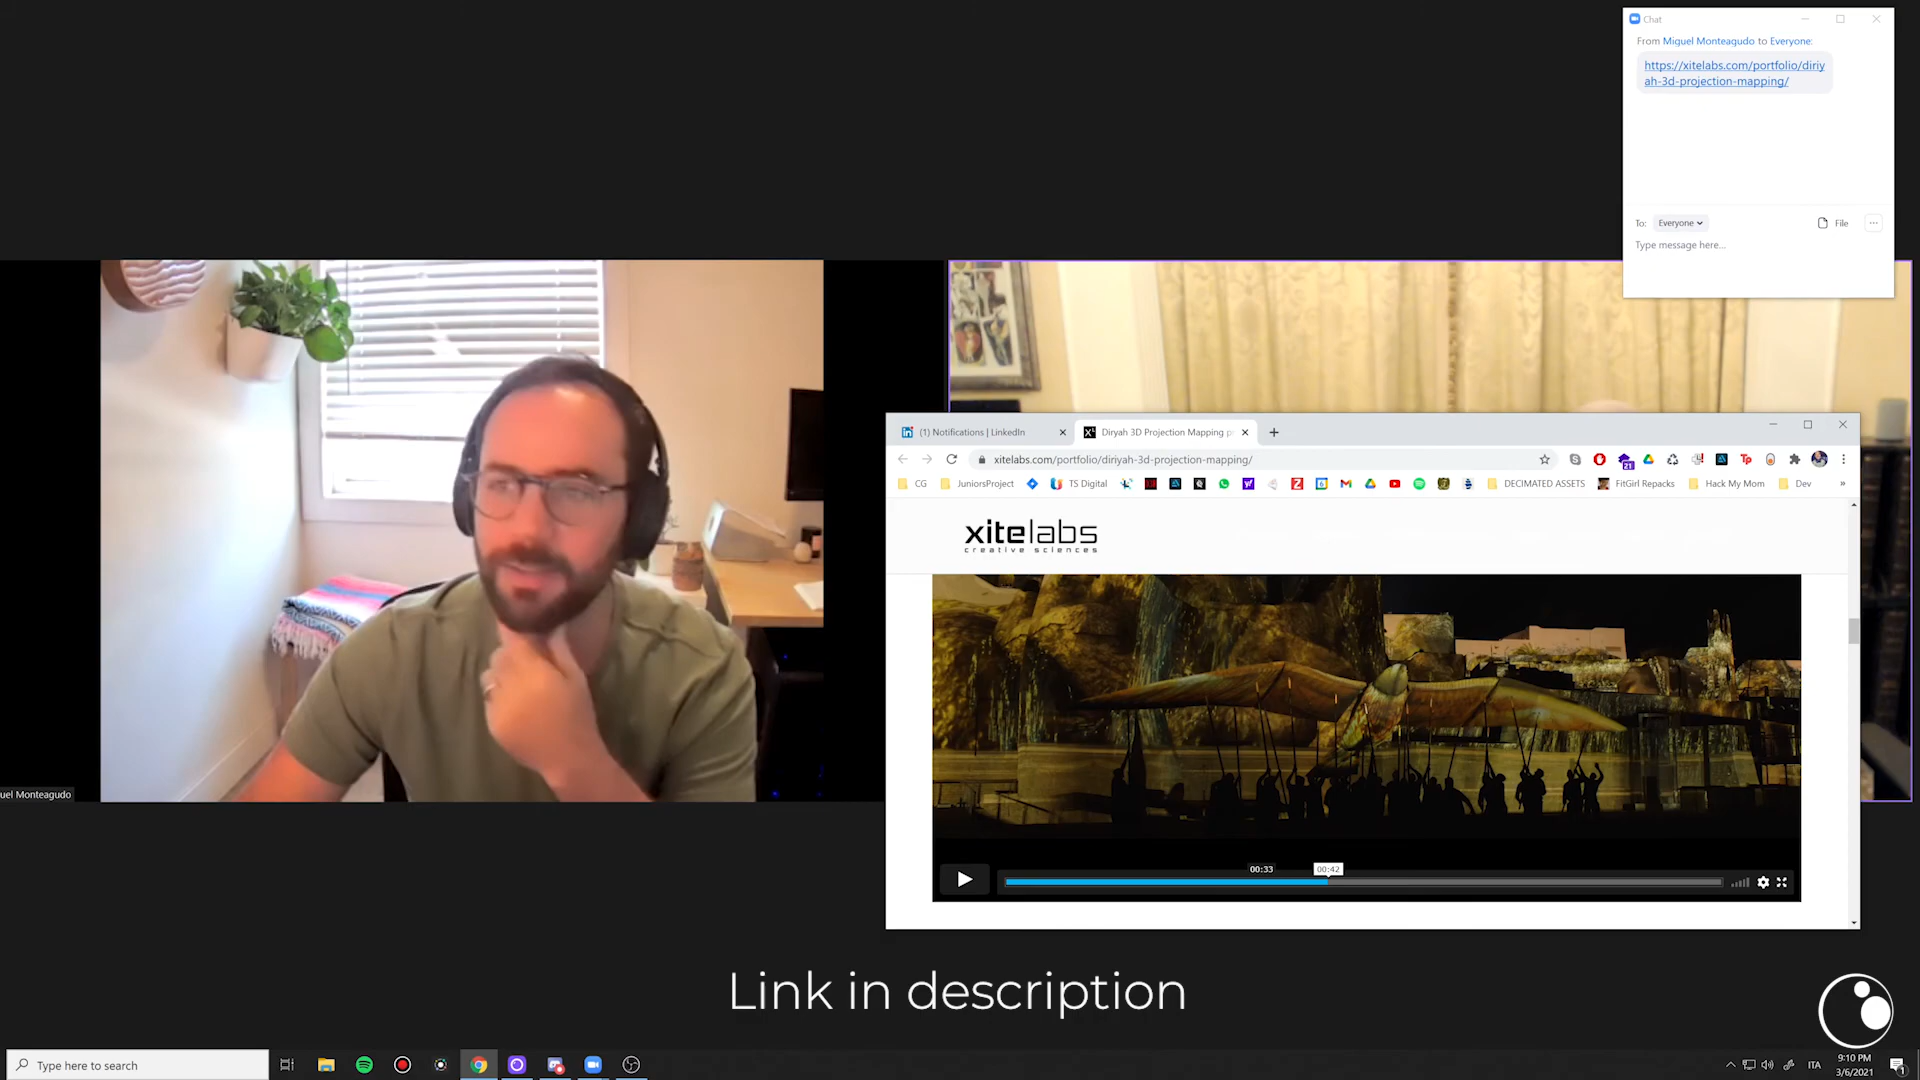 Chat
From Miguel Monteagudo to Everyone:
https://xitelabs.com/portfolio/diriy
ah-3d-projection-mapping/
To: Everyone
File
Type message here...
(1) Notifications | LinkedIn
Diryah 3D Projection Mapping p
xitelabs.com/portfolio/diriyah-3d-projection-mapping/
21
CG
JuniorsProject
TS Digital
DECIMATED ASSETS
FitGirl Repacks
Hack My Mom
Dev
xitelabs
creative sciences
00:33
00:42
uel Monteagudo
Link in description
Type here to search
ITA
9:10 PM
3/6/2021
1